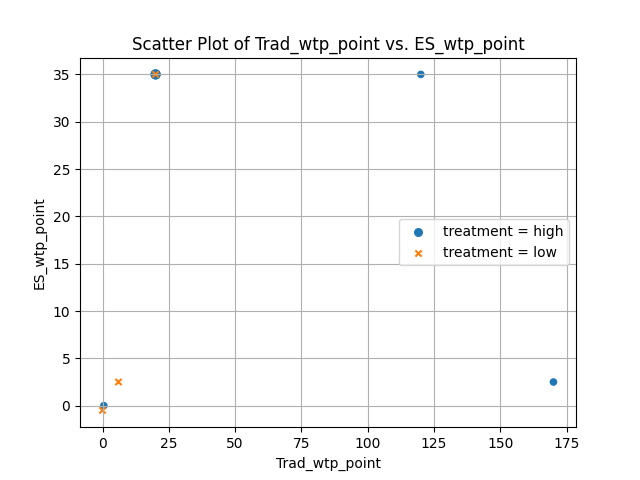 Scatter Plot of Trad_wtp_point vs. ES_wtp_point
35
30
25
20
15
10
5
0
ES_wtp_point
treatment = high
treatment = low
0 25 50 75 100 125 150 175
Trad_wtp_point